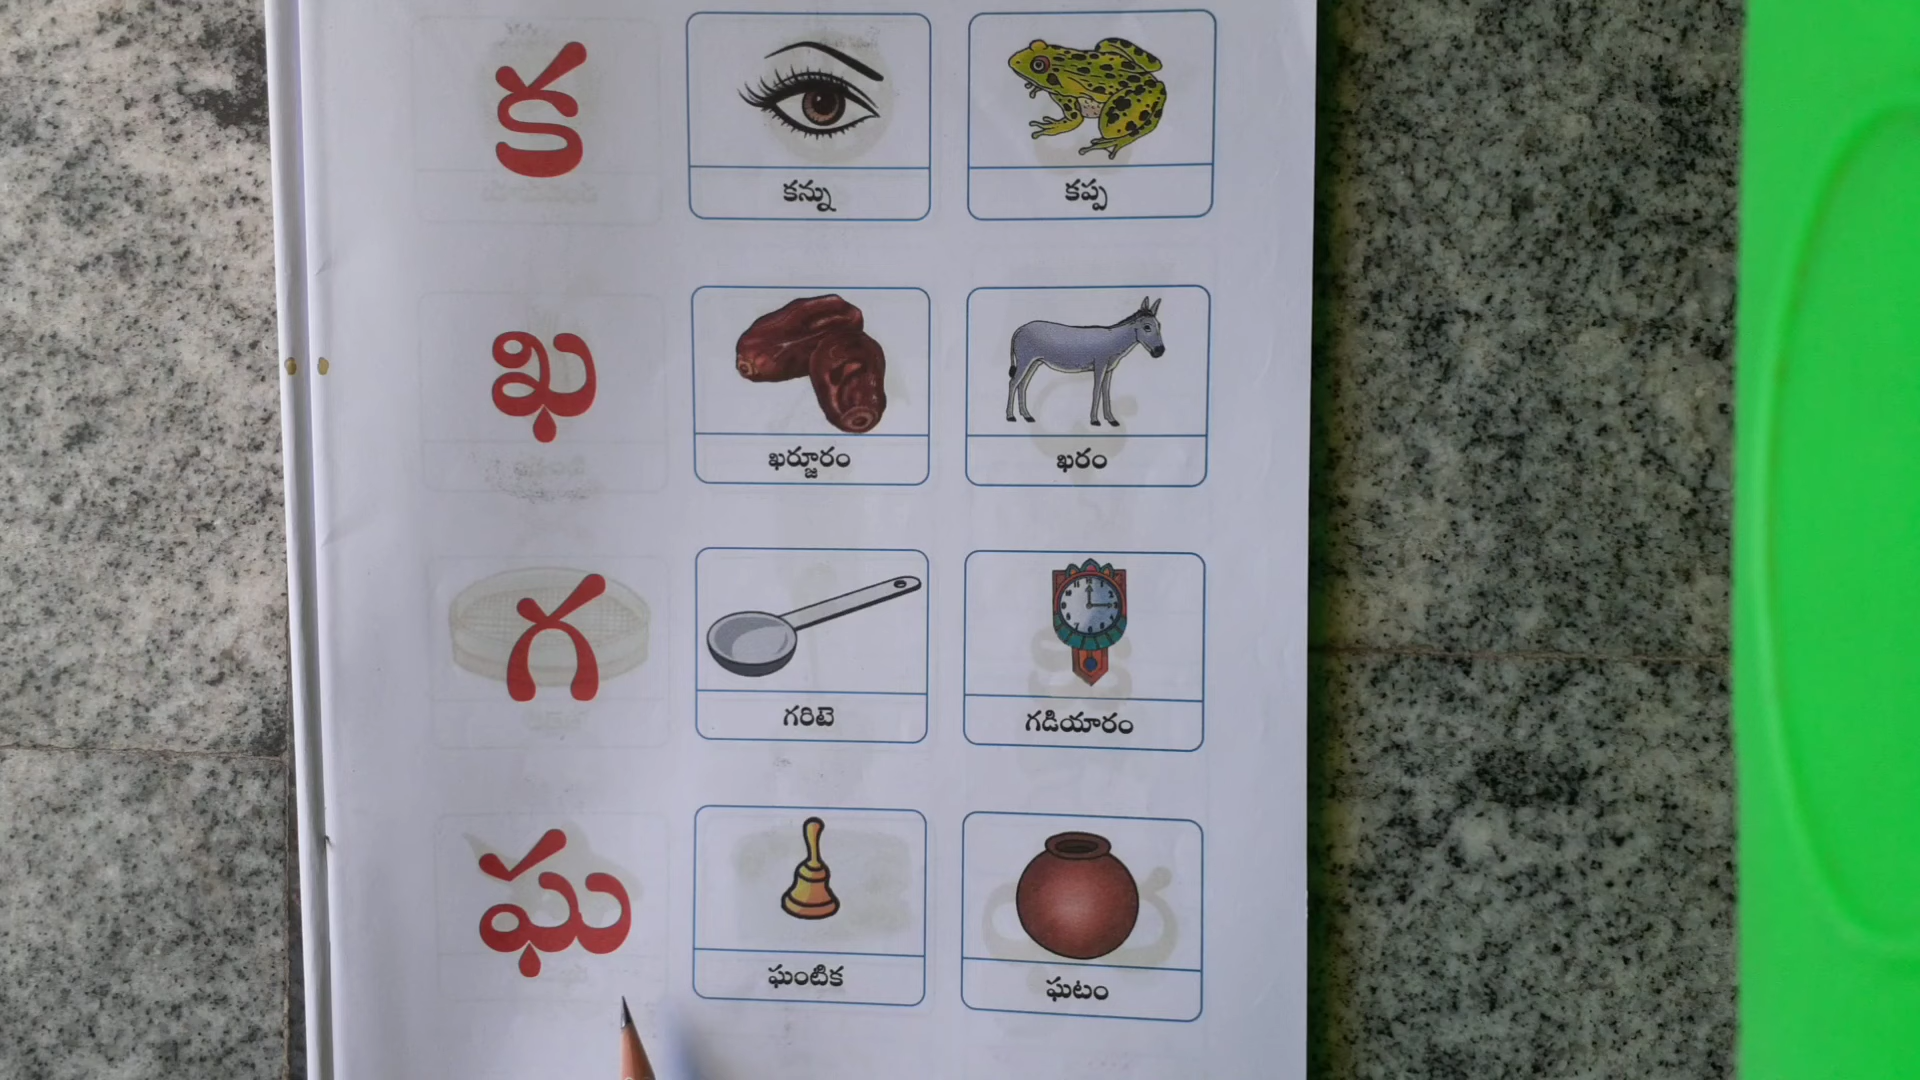 క
కన్ను
కప్ప
ఖ
ఖర్జూరం
ఖరం
గ
గరిటె
గడియారం
ఘ
ఘంటిక
ఘటం